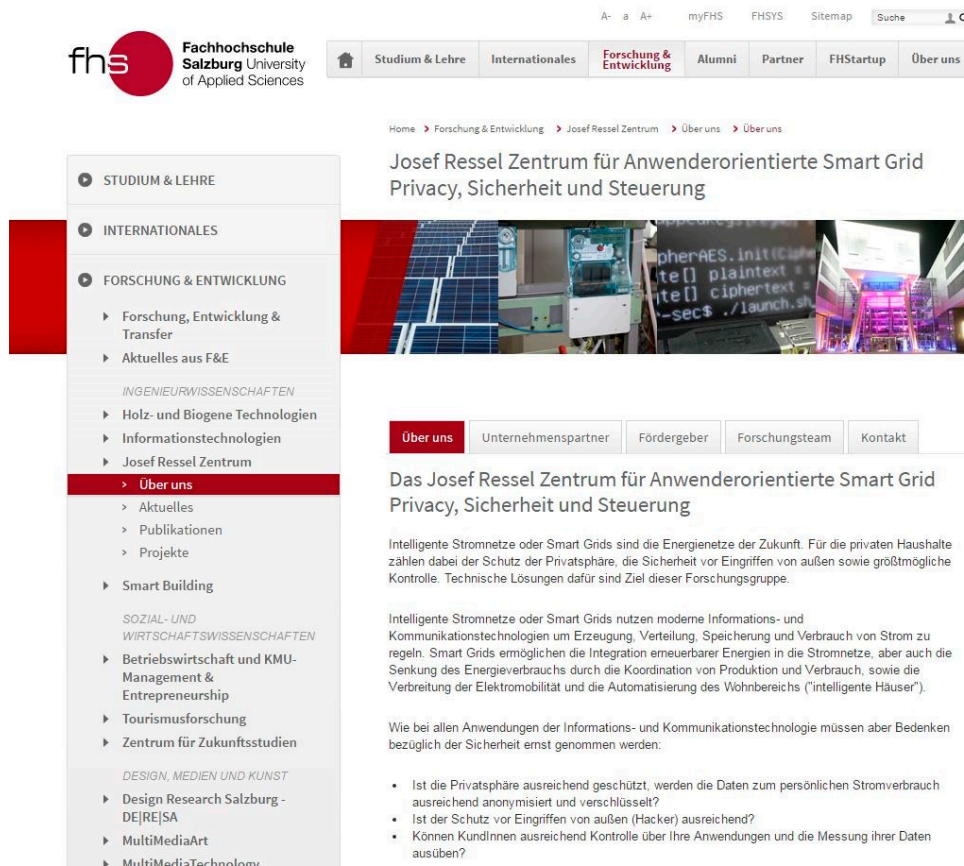 A- a A+ myFHS FHSYS Sitemap Suche
fhs
Fachhochschule
Salzburg University
of Applied Sciences
Studium & Lehre Internationales Forschung & Entwicklung Alumni Partner FHStartup Über uns
Home > Forschung & Entwicklung > Josef Ressel Zentrum > Über uns > Über uns
Josef Ressel Zentrum für Anwenderorientierte Smart Grid
Privacy, Sicherheit und Steuerung
STUDIUM & LEHRE
INTERNATIONALES
FORSCHUNG & ENTWICKLUNG
Forschung, Entwicklung &
Transfer
Aktuelles aus F&E
INGENIEURWISSENSCHAFTEN
Holz- und Biogene Technologien
Informationstechnologien
Josef Ressel Zentrum
> Über uns
> Aktuelles
> Publikationen
> Projekte
Smart Building
SOZIAL- UND
WIRTSCHAFTSWISSENSCHAFTEN
Betriebswirtschaft und KMU-
Management &
Entrepreneurship
Tourismusforschung
Zentrum für Zukunftsstudien
DESIGN, MEDIEN UND KUNST
Design Research Salzburg -
DE|RE|SA
MultiMediaArt
MultiMediaTechnology
pherAES.init(Ciph
te[] plaintext =
te[] ciphertext =
-sec$ ./launch.sh
Über uns Unternehmenspartner Fördergeber Forschungsteam Kontakt
Das Josef Ressel Zentrum für Anwenderorientierte Smart Grid
Privacy, Sicherheit und Steuerung
Intelligente Stromnetze oder Smart Grids sind die Energienetze der Zukunft. Für die privaten Haushalte
zählen dabei der Schutz der Privatsphäre, die Sicherheit vor Eingriffen von außen sowie größtmögliche
Kontrolle. Technische Lösungen dafür sind Ziel dieser Forschungsgruppe.
Intelligente Stromnetze oder Smart Grids nutzen moderne Informations- und
Kommunikationstechnologien um Erzeugung, Verteilung, Speicherung und Verbrauch von Strom zu
regeln. Smart Grids ermöglichen die Integration erneuerbarer Energien in die Stromnetze, aber auch die
Senkung des Energieverbrauchs durch die Koordination von Produktion und Verbrauch, sowie die
Verbreitung der Elektromobilität und die Automatisierung des Wohnbereichs ("intelligente Häuser").
Wie bei allen Anwendungen der Informations- und Kommunikationstechnologie müssen aber Bedenken
bezüglich der Sicherheit ernst genommen werden:
• Ist die Privatsphäre ausreichend geschützt, werden die Daten zum persönlichen Stromverbrauch
ausreichend anonymisiert und verschlüsselt?
• Ist der Schutz vor Eingriffen von außen (Hacker) ausreichend?
• Können KundInnen ausreichend Kontrolle über Ihre Anwendungen und die Messung ihrer Daten
ausüben?